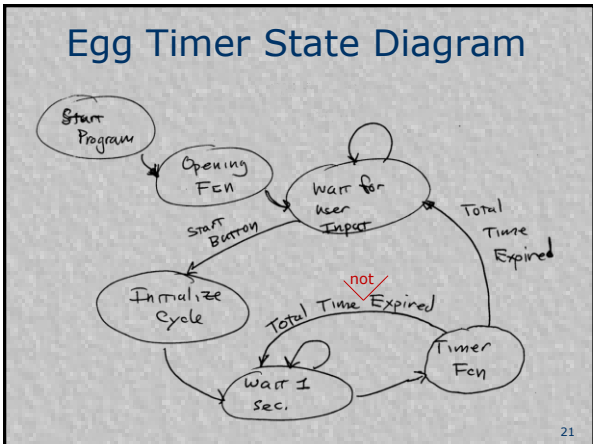 Egg Timer State Diagram
Start
Program
Opening
Fcn
Wait for
user
Input
Start
Button
Total
Time
Expired
not
Total Time Expired
Initialize
Cycle
Timer
Fcn
Wait 1
sec.
21